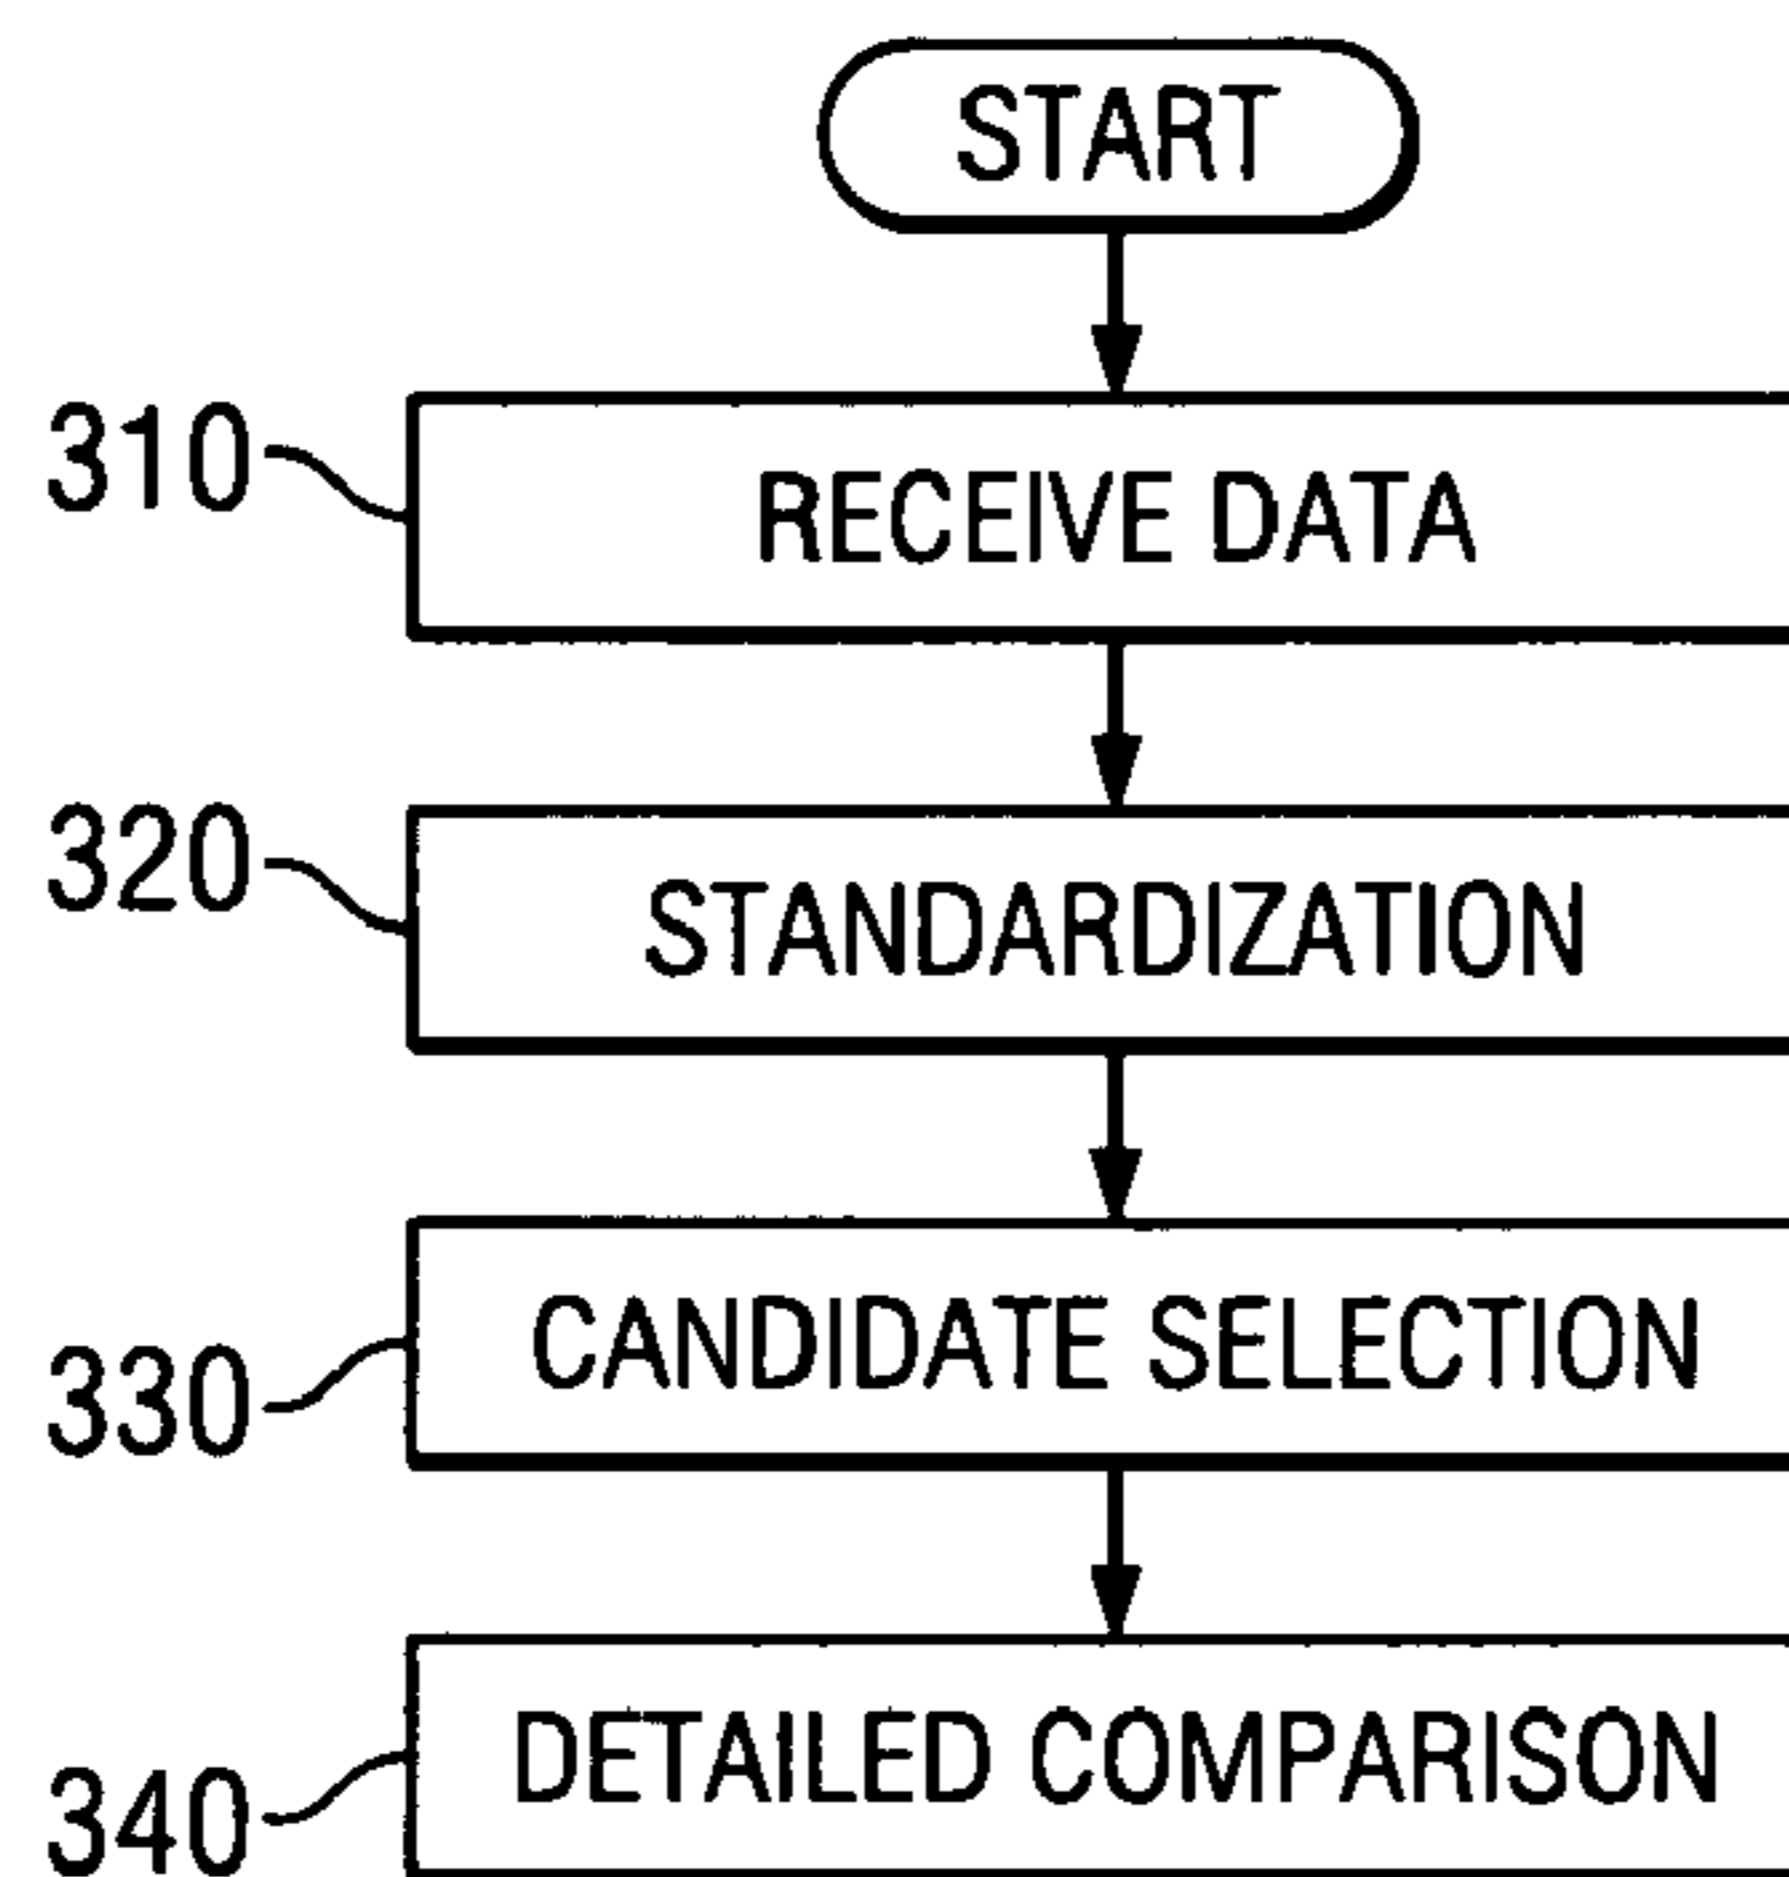 START
310
RECEIVE DATA
320
STANDARDIZATION
330
CANDIDATE SELECTION
340
DETAILED COMPARISON